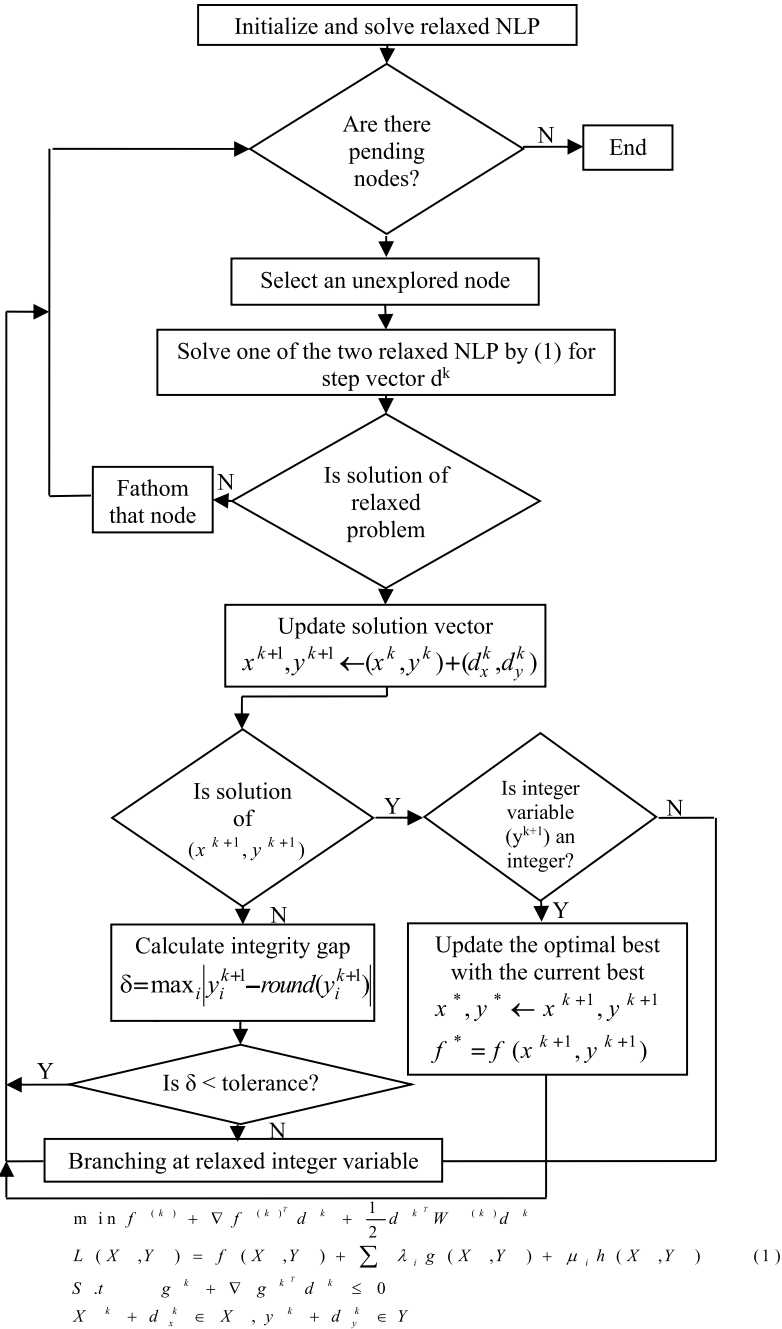 Initialize and solve relaxed NLP
Are there
pending
nodes?
N
End
Select an unexplored node
Solve one of the two relaxed NLP by (1) for
step vector dᵏ
Is solution of
relaxed
problem
N
Fathom
that node
Update solution vector
x^{k+1}, y^{k+1} ← (x^k, y^k) + (d_x^k, d_y^k)
Is solution
of
(x^{k+1}, y^{k+1})
Y
Is integer
variable
(y^{k+1}) an
integer?
N
N
Y
Calculate integrity gap
δ=max_i|y_i^{k+1} − round(y_i^{k+1})|
Update the optimal best
with the current best
x*, y* ← x^{k+1}, y^{k+1}
f* = f(x^{k+1}, y^{k+1})
Is δ < tolerance?
Y
N
Branching at relaxed integer variable
min f^{(k)} + ∇f^{(k)^T} d^k + 1/2 d^{k^T} W^{(k)} d^k
L(X, Y) = f(X, Y) + ∑ λ_i g(X, Y) + μ_i h(X, Y) (1)
S.t g^k + ∇g^{k^T} d^k ≤ 0
X^k + d_x^k ∈ X, y^k + d_y^k ∈ Y